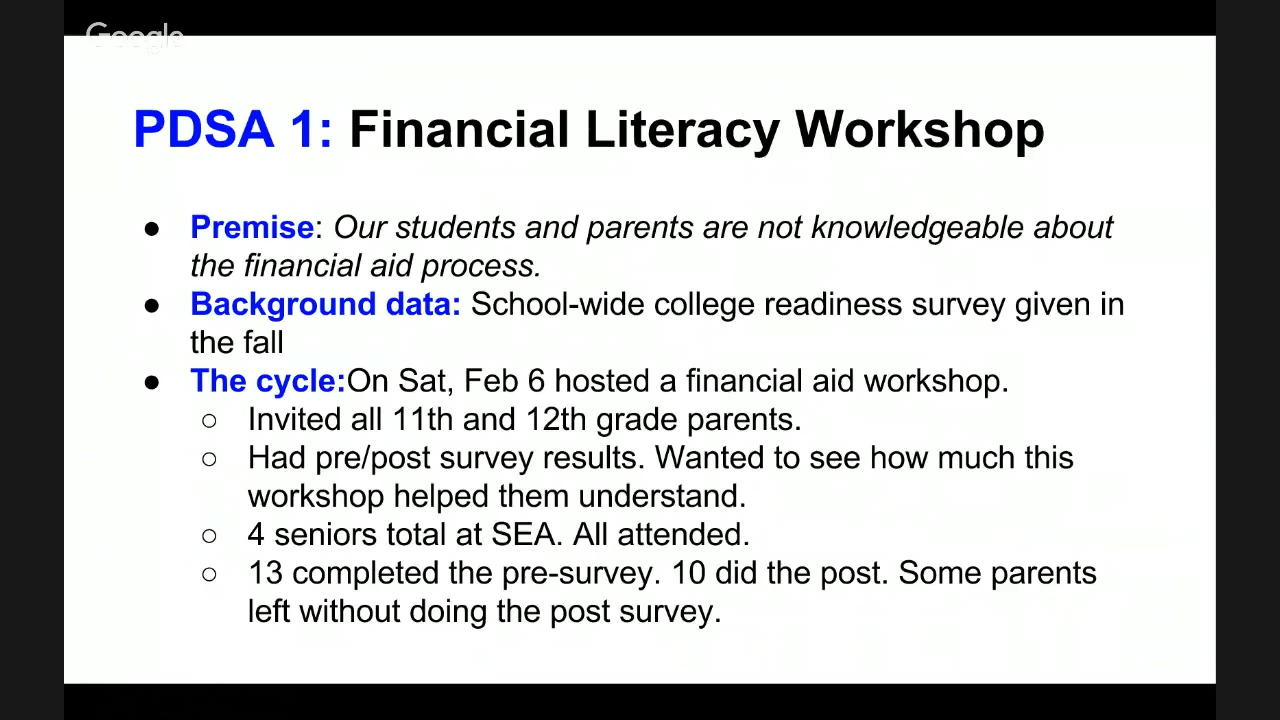 Google
PDSA 1: Financial Literacy Workshop
● Premise: Our students and parents are not knowledgeable about
the financial aid process.
● Background data: School-wide college readiness survey given in
the fall
● The cycle:On Sat, Feb 6 hosted a financial aid workshop.
○ Invited all 11th and 12th grade parents.
○ Had pre/post survey results. Wanted to see how much this
workshop helped them understand.
○ 4 seniors total at SEA. All attended.
○ 13 completed the pre-survey. 10 did the post. Some parents
left without doing the post survey.